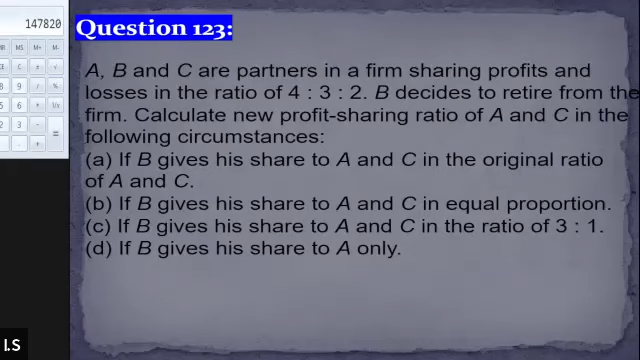 147820
Question 123:
MR MS M+ M-
A, B and C are partners in a firm sharing profits and
losses in the ratio of 4 : 3 : 2. B decides to retire from the
firm. Calculate new profit-sharing ratio of A and C in the
following circumstances:
(a) If B gives his share to A and C in the original ratio
of A and C.
(b) If B gives his share to A and C in equal proportion.
(c) If B gives his share to A and C in the ratio of 3 : 1.
(d) If B gives his share to A only.
I.S